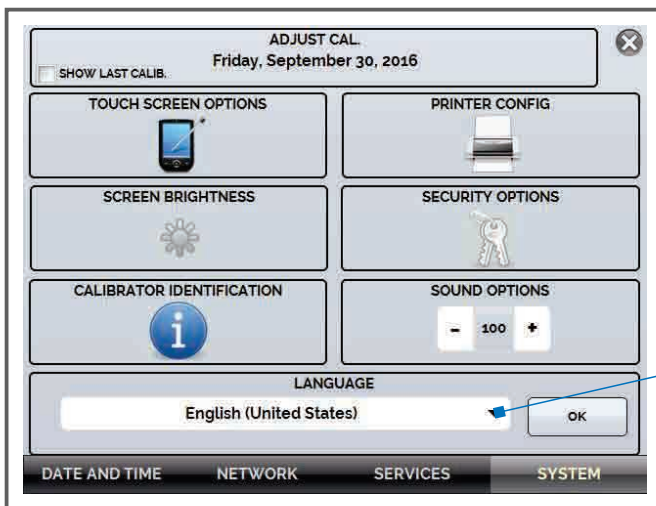 ADJUST CAL.
Friday, September 30, 2016
SHOW LAST CALIB.
TOUCH SCREEN OPTIONS
PRINTER CONFIG
SCREEN BRIGHTNESS
SECURITY OPTIONS
CALIBRATOR IDENTIFICATION
SOUND OPTIONS
- 100 +
LANGUAGE
English (United States)
OK
DATE AND TIME NETWORK SERVICES SYSTEM